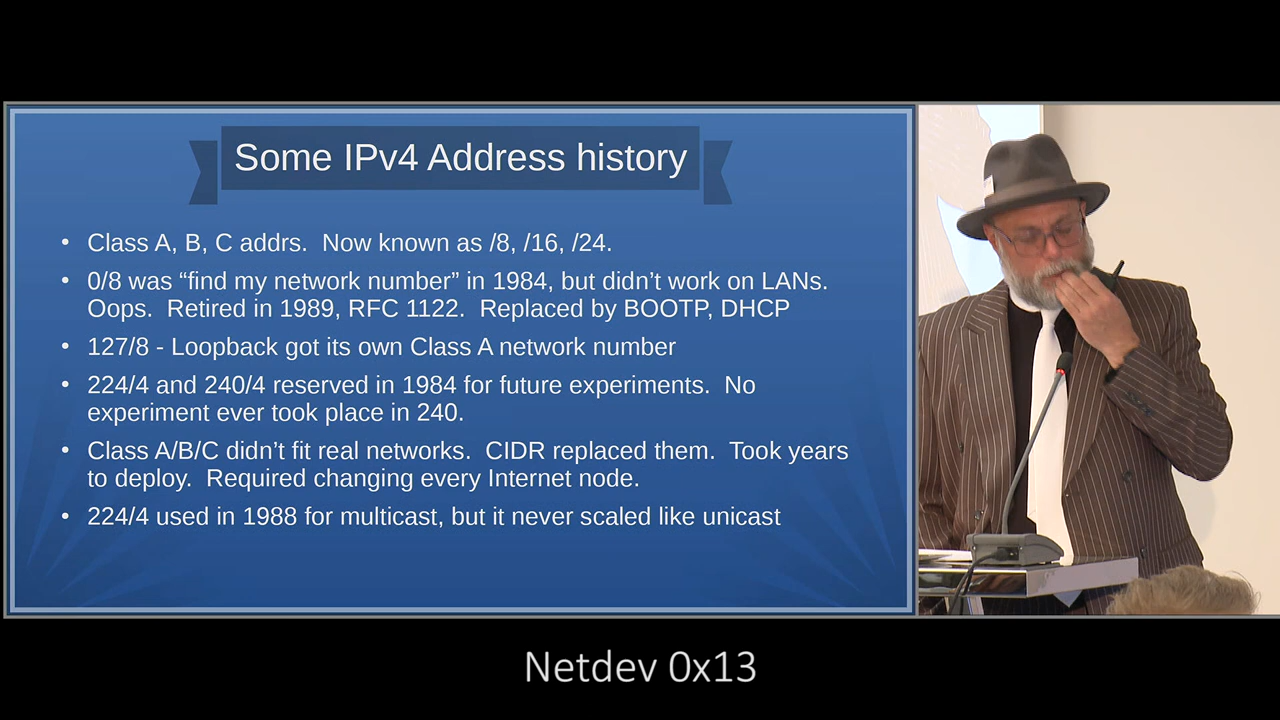 Some IPv4 Address history
• Class A, B, C addrs.  Now known as /8, /16, /24.
• 0/8 was “find my network number” in 1984, but didn’t work on LANs.
Oops.  Retired in 1989, RFC 1122.  Replaced by BOOTP, DHCP
• 127/8 - Loopback got its own Class A network number
• 224/4 and 240/4 reserved in 1984 for future experiments.  No
experiment ever took place in 240.
• Class A/B/C didn’t fit real networks.  CIDR replaced them.  Took years
to deploy.  Required changing every Internet node.
• 224/4 used in 1988 for multicast, but it never scaled like unicast
Netdev 0x13